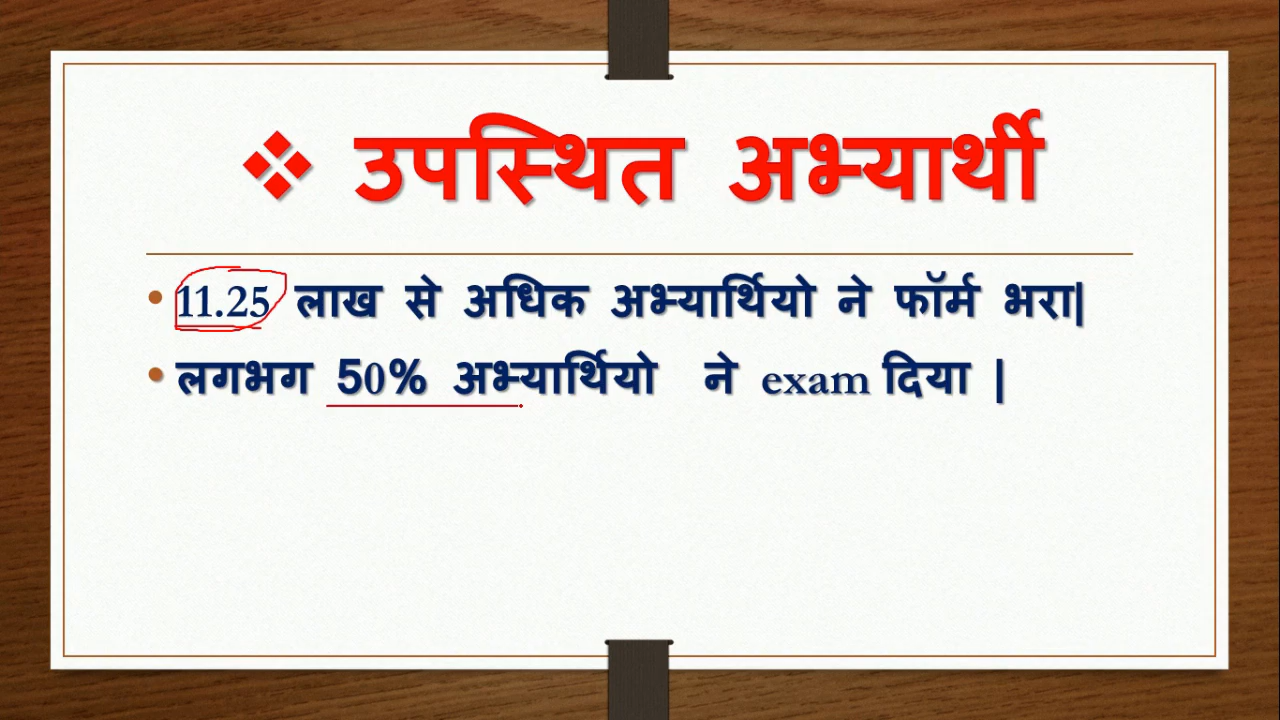 ❖ उपस्थित अभ्यार्थी
• 11.25 लाख से अधिक अभ्यार्थियो ने फॉर्म भरा|
• लगभग 50% अभ्यार्थियो ने exam दिया |